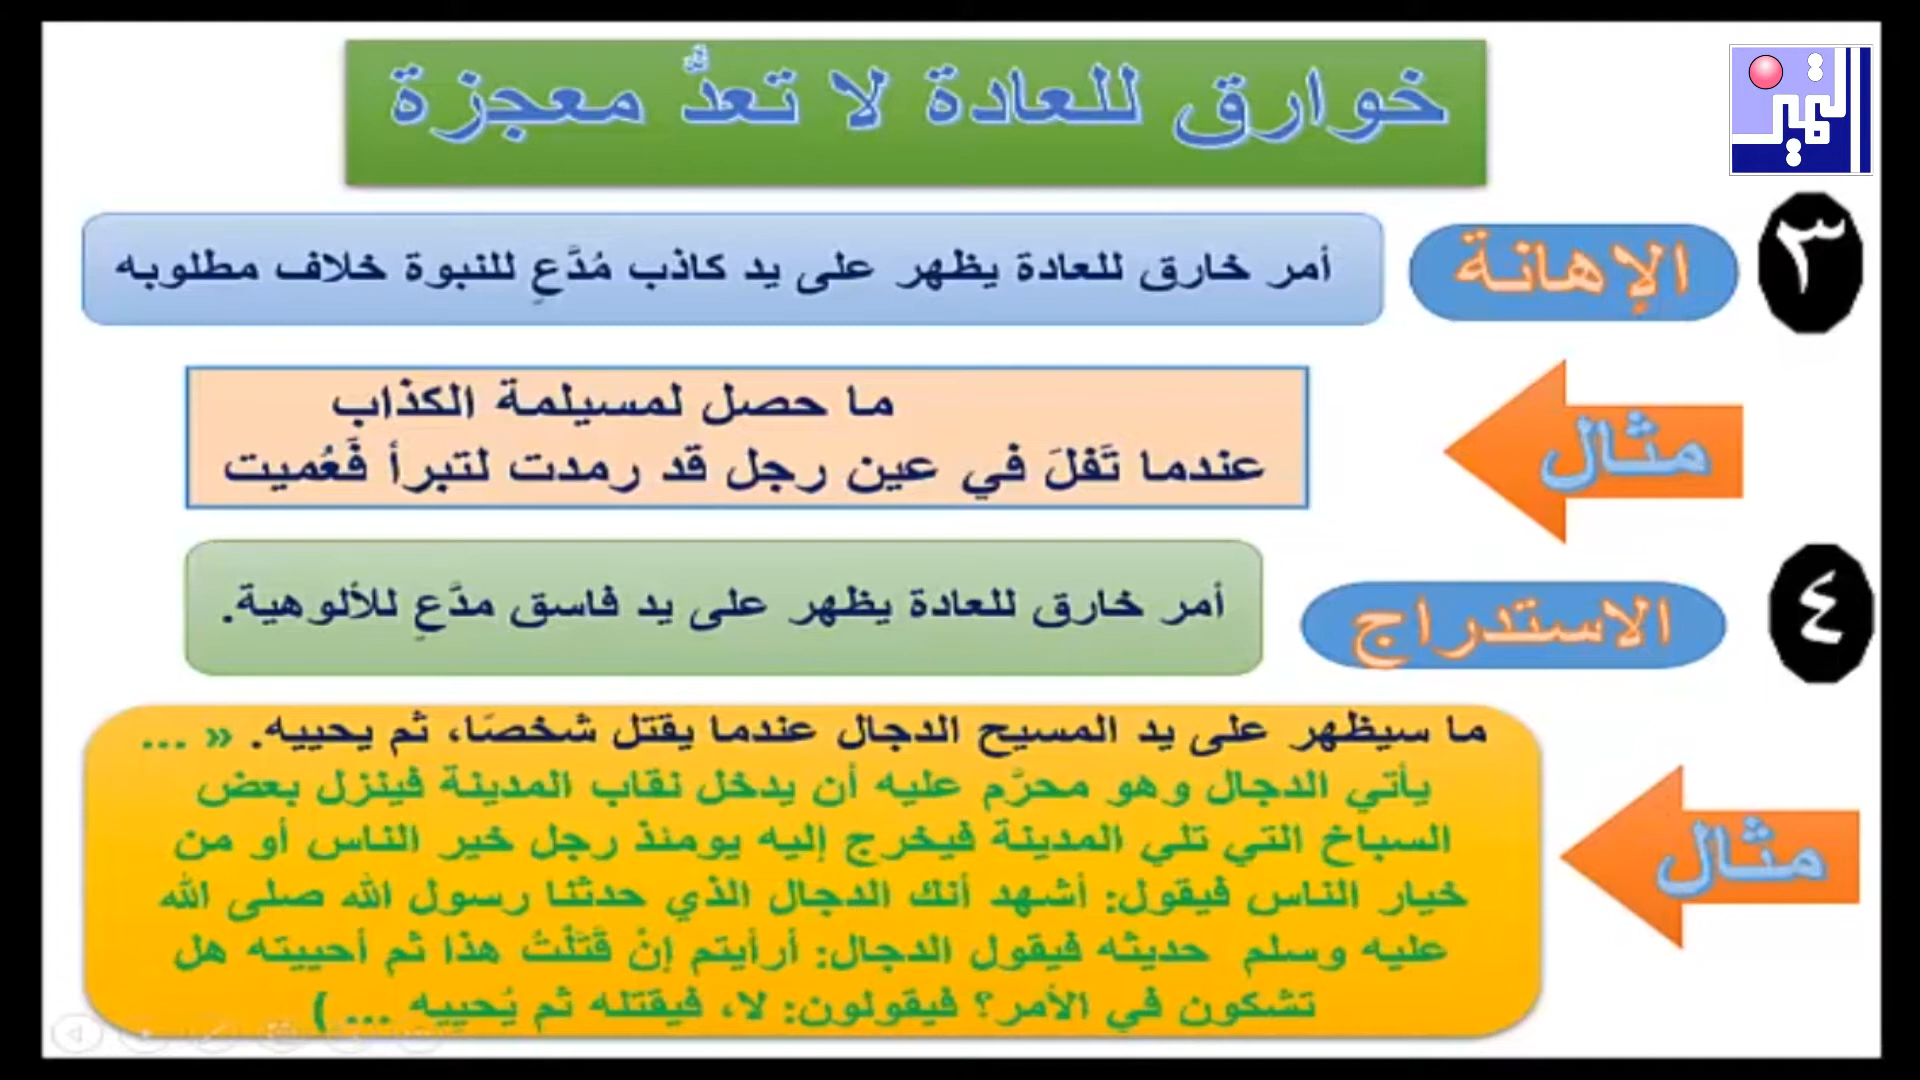 خوارق للعادة لا تعدُّ معجزة
٣
الإهانة
أمر خارق للعادة يظهر على يد كاذب مُدَّعِ للنبوة خلاف مطلوبه
مثال
ما حصل لمسيلمة الكذاب
عندما تَفلَ في عين رجل قد رمدت لتبرأ فَعُميت
٤
الاستدراج
أمر خارق للعادة يظهر على يد فاسق مدَّعِ للألوهية.
مثال
ما سيظهر على يد المسيح الدجال عندما يقتل شخصَا، ثم يحييه. « ...
يأتي الدجال وهو محرَّم عليه أن يدخل نقاب المدينة فينزل بعض
السباخ التي تلي المدينة فيخرج إليه يومئذ رجل خير الناس أو من
خيار الناس فيقول: أشهد أنك الدجال الذي حدثنا رسول الله صلى الله
عليه وسلم حديثه فيقول الدجال: أرأيتم إنْ قَتَلْتُ هذا ثم أحييته هل
تشكون في الأمر؟ فيقولون: لا، فيقتله ثم يُحييه ... )